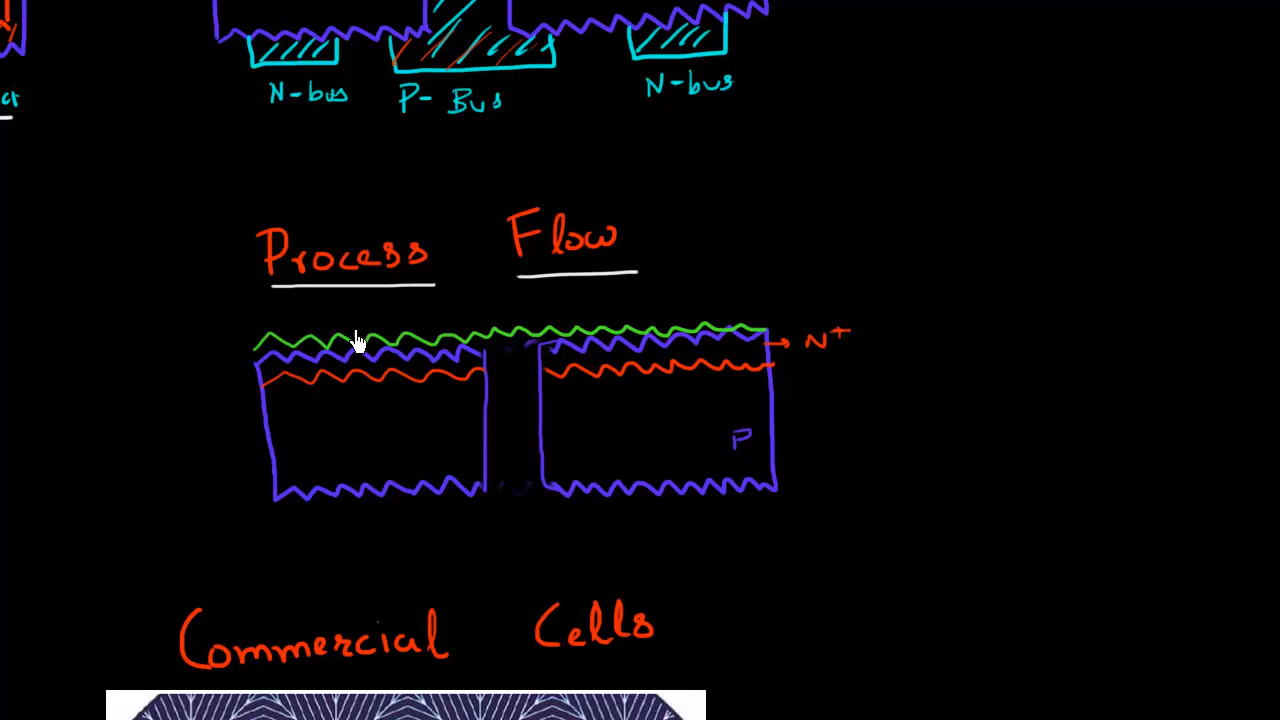 N-bus P-Bus N-bus
Process Flow
N+
P
Commercial Cells